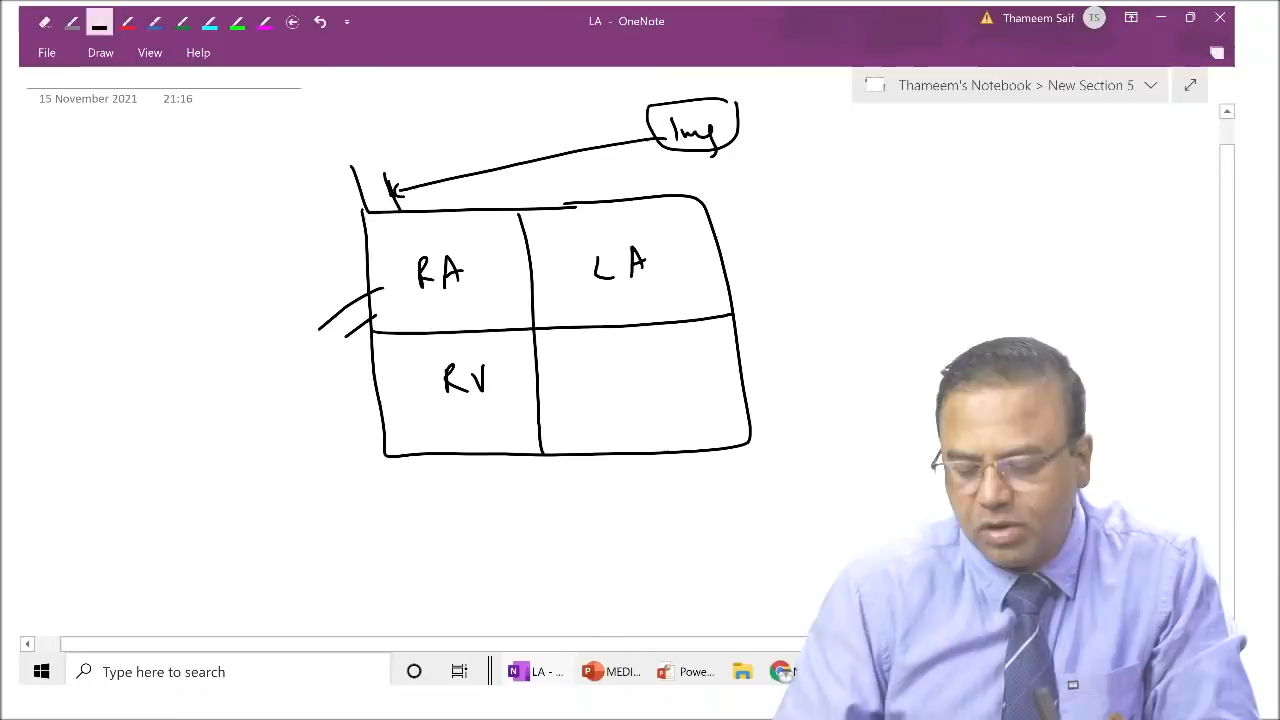 LA - OneNote
Thameem Saif
TS
File
Draw
View
Help
15 November 2021
21:16
Thameem's Notebook > New Section 5
RA
LA
RV
Type here to search
N
LA - ...
MEDI...
Powe...